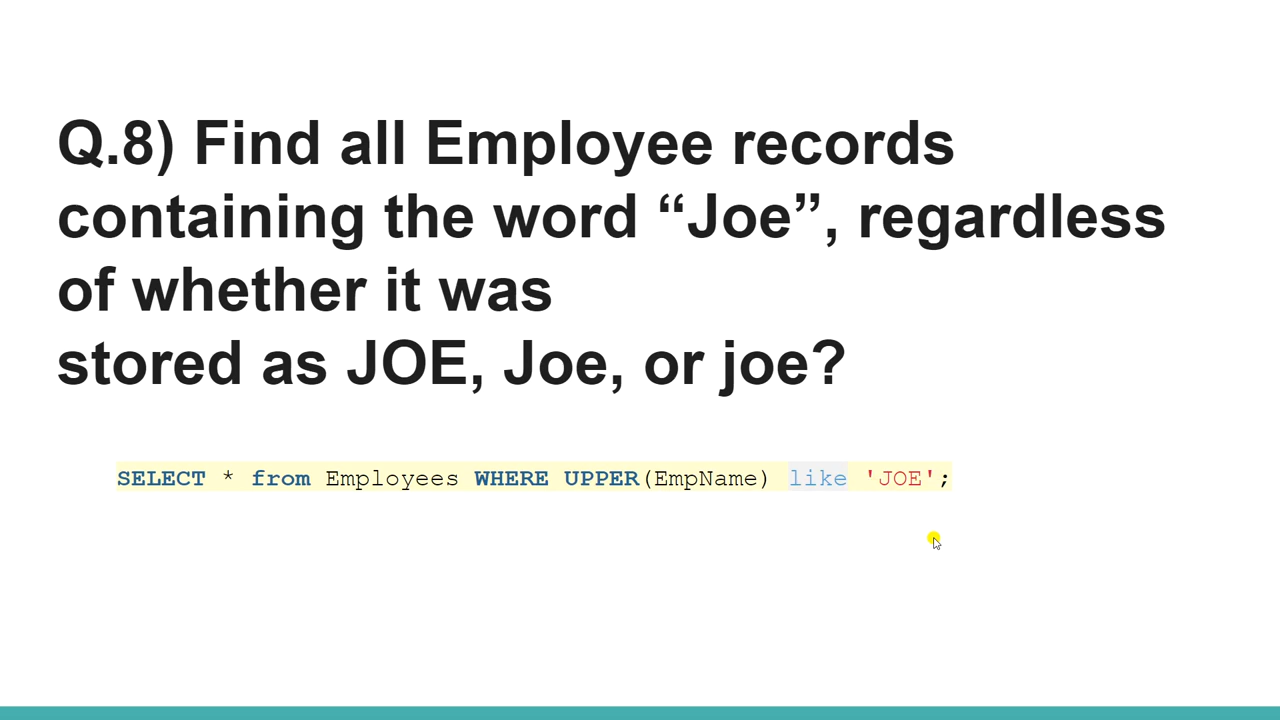 Q.8) Find all Employee records
containing the word “Joe”, regardless
of whether it was
stored as JOE, Joe, or joe?
SELECT * from Employees WHERE UPPER(EmpName) like 'JOE';